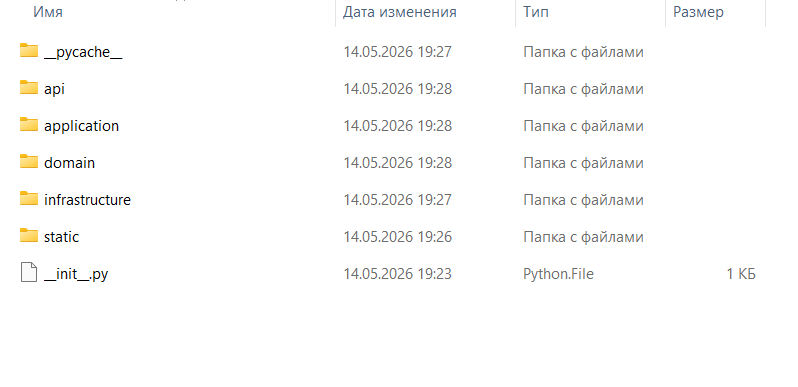 Имя Дата изменения Тип Размер
__pycache__ 14.05.2026 19:27 Папка с файлами
api 14.05.2026 19:28 Папка с файлами
application 14.05.2026 19:28 Папка с файлами
domain 14.05.2026 19:28 Папка с файлами
infrastructure 14.05.2026 19:27 Папка с файлами
static 14.05.2026 19:26 Папка с файлами
__init__.py 14.05.2026 19:23 Python.File 1 КБ